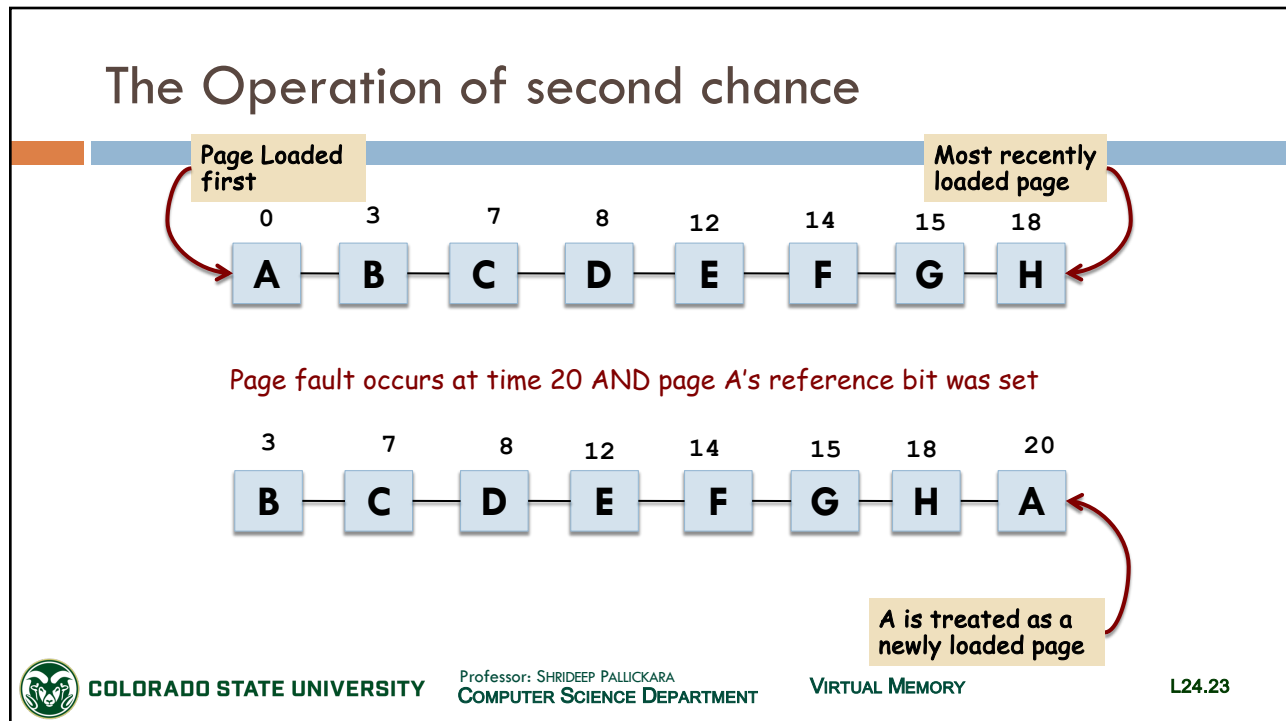 The Operation of second chance
Page Loaded
first
Most recently
loaded page
0 3 7 8 12 14 15 18
A B C D E F G H
Page fault occurs at time 20 AND page A's reference bit was set
3 7 8 12 14 15 18 20
B C D E F G H A
A is treated as a
newly loaded page
COLORADO STATE UNIVERSITY
Professor: SHRIDEEP PALLICKARA
COMPUTER SCIENCE DEPARTMENT
VIRTUAL MEMORY
L24.23